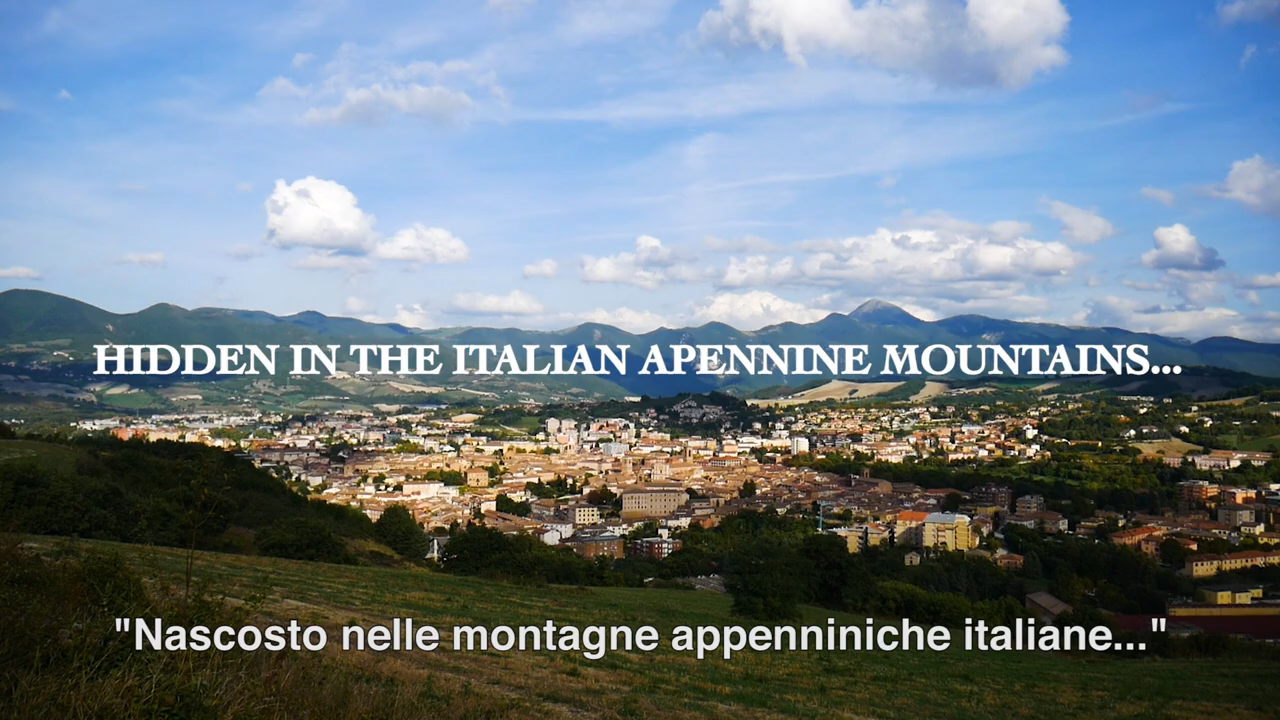 HIDDEN IN THE ITALIAN APENNINE MOUNTAINS...
"Nascosto nelle montagne appenniniche italiane..."